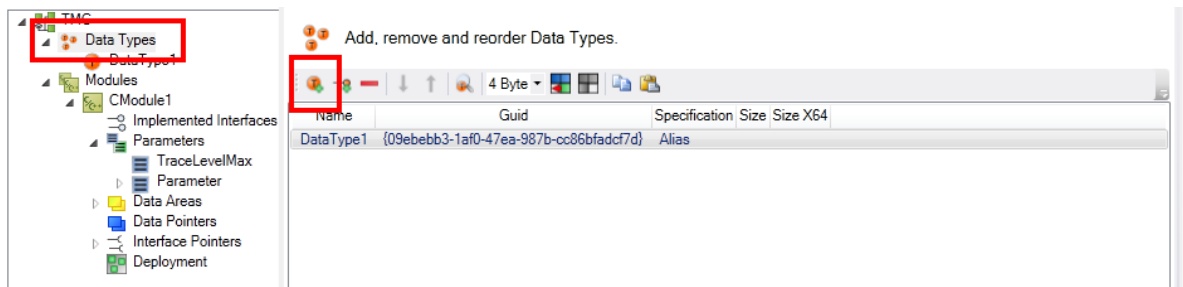 TMC
Data Types
DataType1
Modules
CModule1
Implemented Interfaces
Parameters
TraceLevelMax
Parameter
Data Areas
Data Pointers
Interface Pointers
Deployment
Add, remove and reorder Data Types.
4 Byte
Name Guid Specification Size Size X64
DataType1 {09ebebb3-1af0-47ea-987b-cc86bfadcf7d} Alias